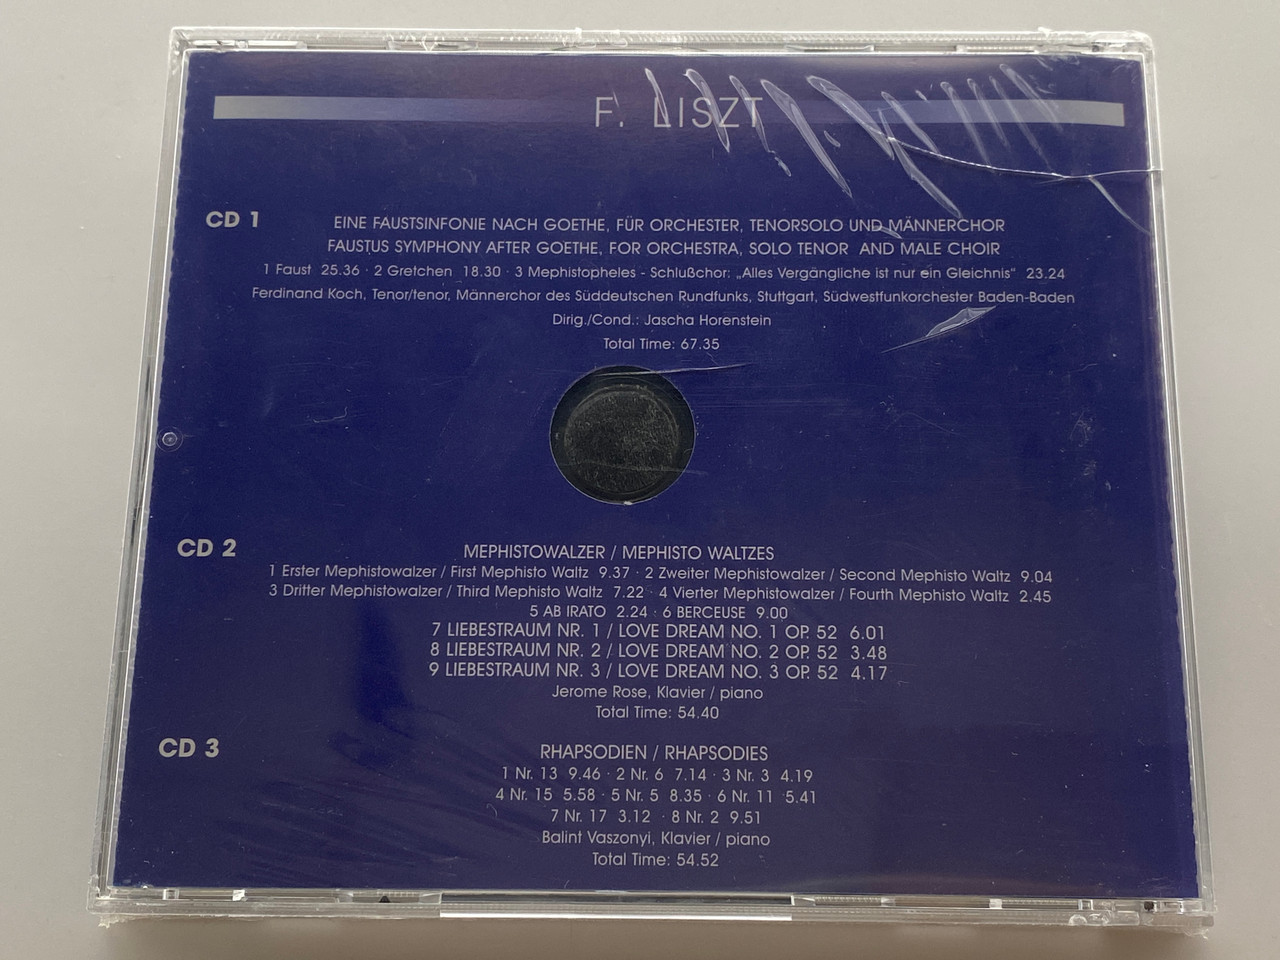 F. LISZT
CD 1
EINE FAUSTSINFONIE NACH GOETHE, FÜR ORCHESTER, TENORSOLO UND MÄNNERCHOR
FAUSTUS SYMPHONY AFTER GOETHE, FOR ORCHESTRA, SOLO TENOR AND MALE CHOIR
1 Faust 25.36 · 2 Gretchen 18.30 · 3 Mephistopheles - Schlußchor: „Alles Vergängliche ist nur ein Gleichnis“ 23.24
Ferdinand Koch, Tenor/tenor, Männerchor des Süddeutschen Rundfunks, Stuttgart, Südwestfunkorchester Baden-Baden
Dirig./Cond.: Jascha Horenstein
Total Time: 67.35
CD 2
MEPHISTOWALZER / MEPHISTO WALTZES
1 Erster Mephistowalzer / First Mephisto Waltz 9.37 · 2 Zweiter Mephistowalzer / Second Mephisto Waltz 9.04
3 Dritter Mephistowalzer / Third Mephisto Waltz 7.22 · 4 Vierter Mephistowalzer / Fourth Mephisto Waltz 2.45
5 AB IRATO 2.24 · 6 BERCEUSE 9.00
7 LIEBESTRAUM NR. 1 / LOVE DREAM NO. 1 OP. 52 6.01
8 LIEBESTRAUM NR. 2 / LOVE DREAM NO. 2 OP. 52 3.48
9 LIEBESTRAUM NR. 3 / LOVE DREAM NO. 3 OP. 52 4.17
Jerome Rose, Klavier / piano
Total Time: 54.40
CD 3
RHAPSODIEN / RHAPSODIES
1 Nr. 13 9.46 · 2 Nr. 6 7.14 · 3 Nr. 3 4.19
4 Nr. 15 5.58 · 5 Nr. 5 8.35 · 6 Nr. 11 5.41
7 Nr. 17 3.12 · 8 Nr. 2 9.51
Balint Vaszonyi, Klavier / piano
Total Time: 54.52